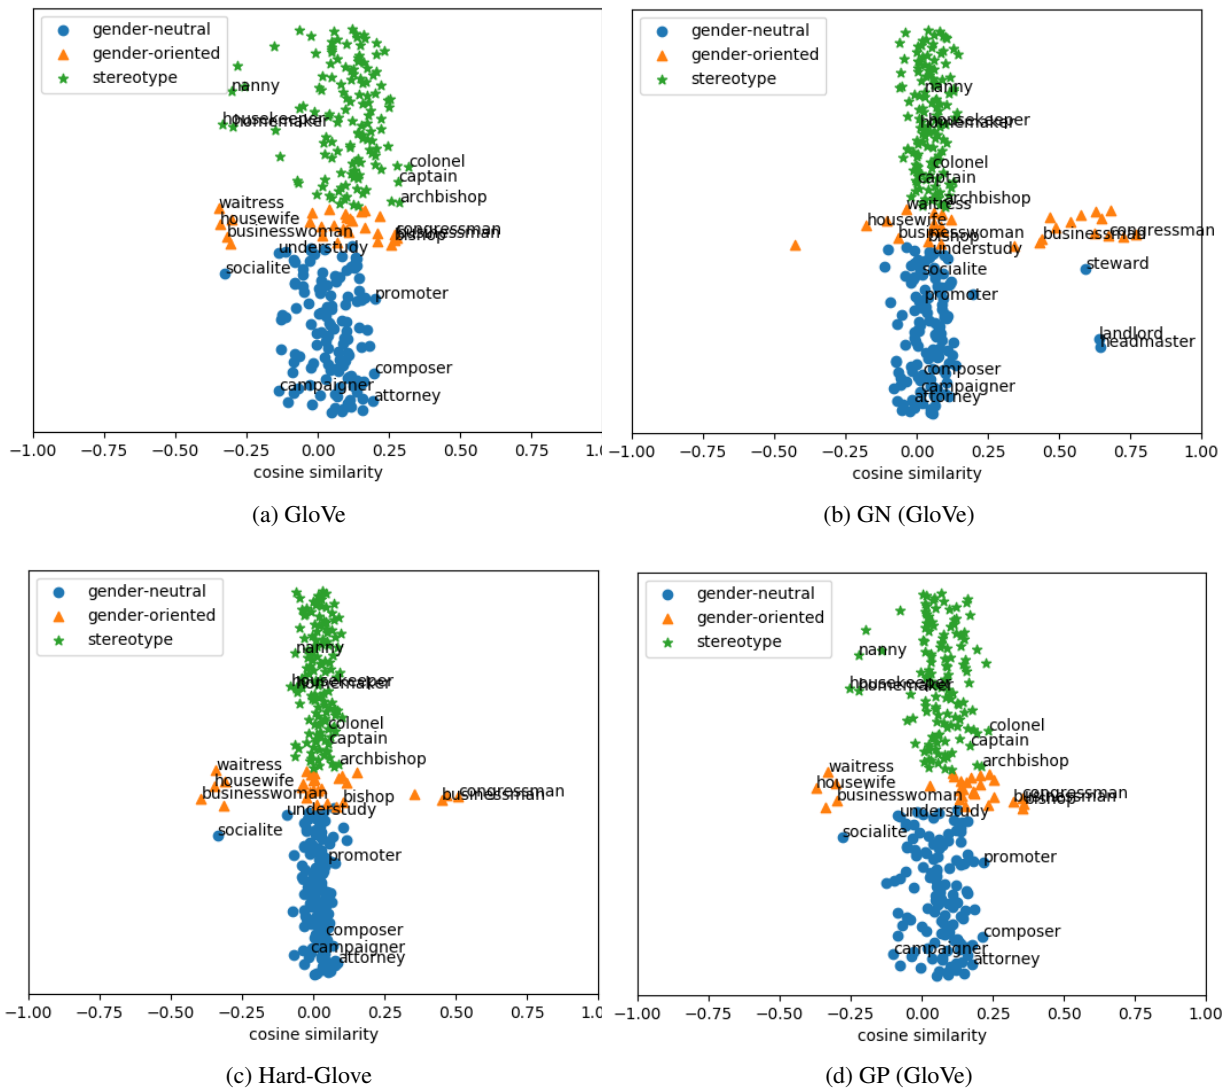 gender-neutral
gender-oriented
stereotype
nanny
housekeeper
homemaker
colonel
captain
archbishop
waitress
housewife
businesswoman
congressman
businessman
bishop
understudy
socialite
promoter
composer
campaigner
attorney
−1.00 −0.75 −0.50 −0.25 0.00 0.25 0.50 0.75 1.0
cosine similarity
(a) GloVe
gender-neutral
gender-oriented
stereotype
nanny
housekeeper
homemaker
colonel
captain
archbishop
waitress
housewife
businesswoman
bishop
congressman
businessman
understudy
steward
socialite
promoter
landlord
headmaster
composer
campaigner
attorney
−1.00 −0.75 −0.50 −0.25 0.00 0.25 0.50 0.75 1.00
cosine similarity
(b) GN (GloVe)
gender-neutral
gender-oriented
stereotype
nanny
housekeeper
homemaker
colonel
captain
archbishop
waitress
housewife
businesswoman
bishop
congressman
businessman
understudy
socialite
promoter
composer
campaigner
attorney
−1.00 −0.75 −0.50 −0.25 0.00 0.25 0.50 0.75 1.00
cosine similarity
(c) Hard-Glove
gender-neutral
gender-oriented
stereotype
nanny
housekeeper
homemaker
colonel
captain
archbishop
waitress
housewife
businesswoman
congressman
businessman
bishop
understudy
socialite
promoter
composer
campaigner
attorney
−1.00 −0.75 −0.50 −0.25 0.00 0.25 0.50 0.75 1.00
cosine similarity
(d) GP (GloVe)